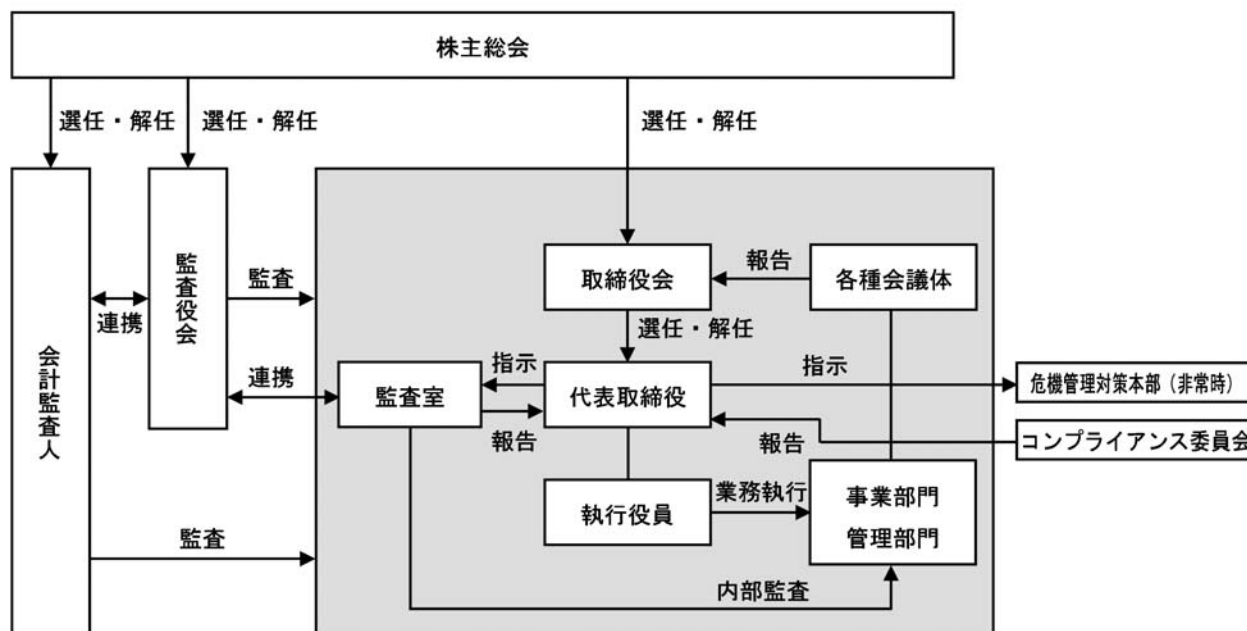 株主総会
選任・解任
選任・解任
選任・解任
会計監査人
監査役会
連携
監査
連携
監査
取締役会
報告
各種会議体
選任・解任
監査室
指示
報告
代表取締役
指示
危機管理対策本部（非常時）
報告
コンプライアンス委員会
執行役員
業務執行
事業部門
管理部門
内部監査